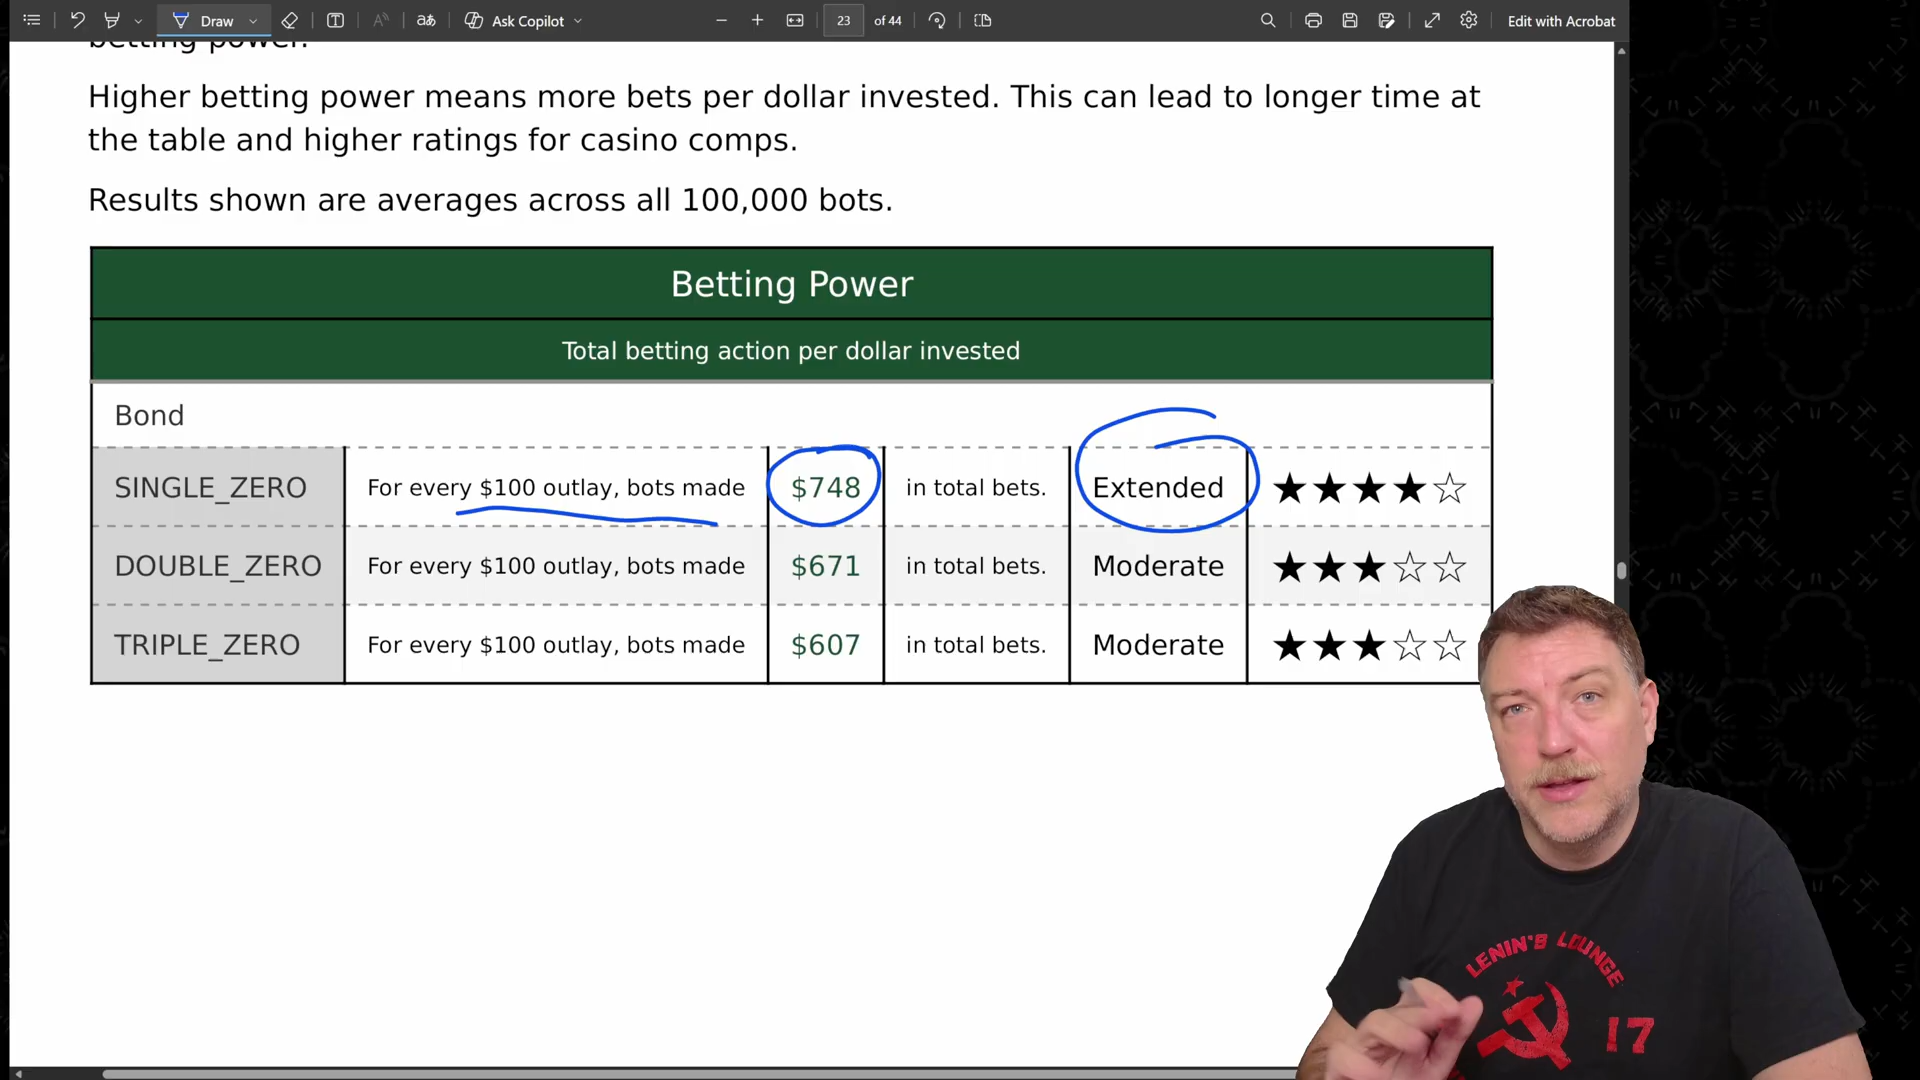 Draw
aあ
Ask Copilot
23 of 44
Edit with Acrobat
betting power.
Higher betting power means more bets per dollar invested. This can lead to longer time at
the table and higher ratings for casino comps.
Results shown are averages across all 100,000 bots.
Betting Power
Total betting action per dollar invested
Bond
SINGLE_ZERO For every $100 outlay, bots made $748 in total bets. Extended ★★★★☆
DOUBLE_ZERO For every $100 outlay, bots made $671 in total bets. Moderate ★★★☆☆
TRIPLE_ZERO For every $100 outlay, bots made $607 in total bets. Moderate ★★★☆☆
LENIN'S LOUNGE
17